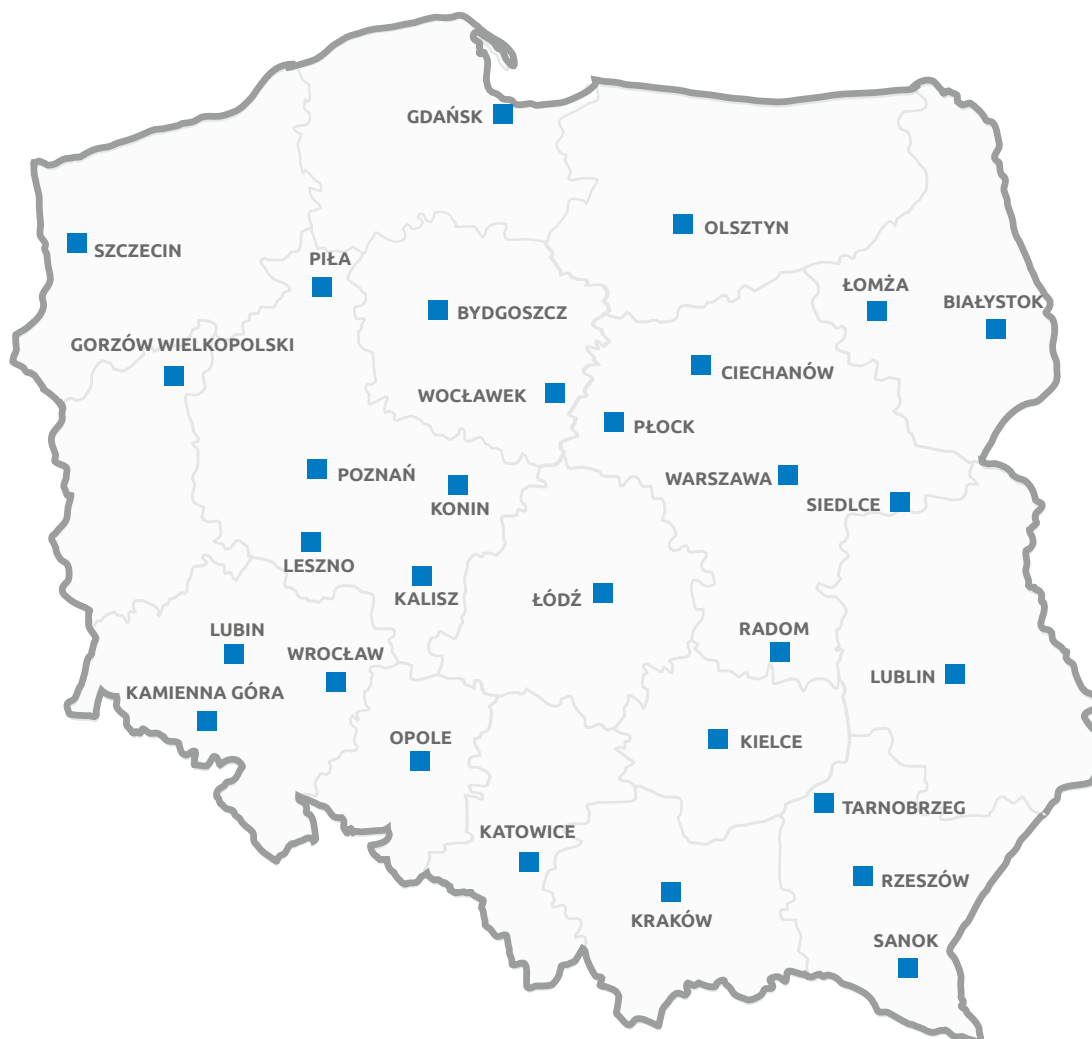 GDAŃSK
OLSZTYN
SZCZECIN
PIŁA
ŁOMŻA
BIAŁYSTOK
BYDGOSZCZ
GORZÓW WIELKOPOLSKI
CIECHANÓW
WOCŁAWEK
PŁOCK
POZNAŃ
WARSZAWA
KONIN
SIEDLCE
LESZNO
KALISZ
ŁÓDŹ
LUBIN
RADOM
WROCŁAW
LUBLIN
KAMIENNA GÓRA
OPOLE
KIELCE
TARNOBRZEG
KATOWICE
RZESZÓW
KRAKÓW
SANOK